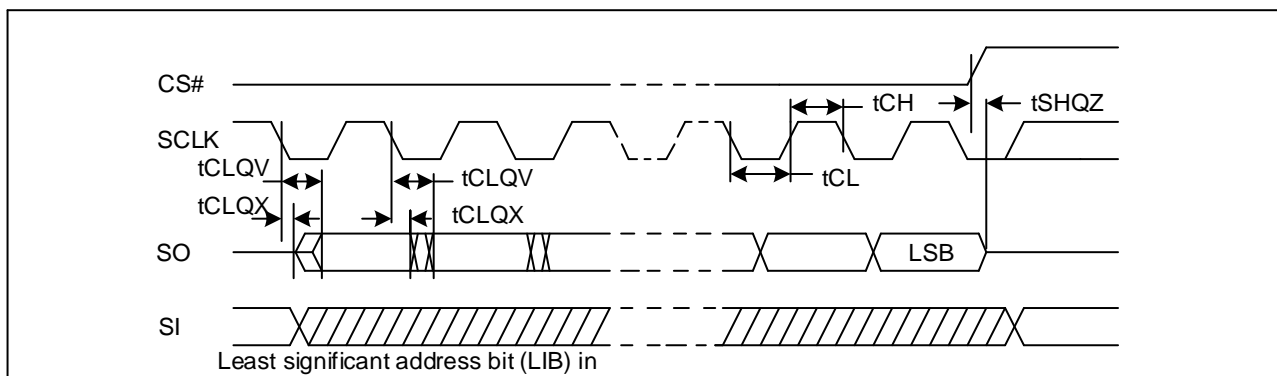 CS#
tCH
tSHQZ
SCLK
tCLQV
tCLQV
tCL
tCLQX
tCLQX
SO
LSB
SI
Least significant address bit (LIB) in